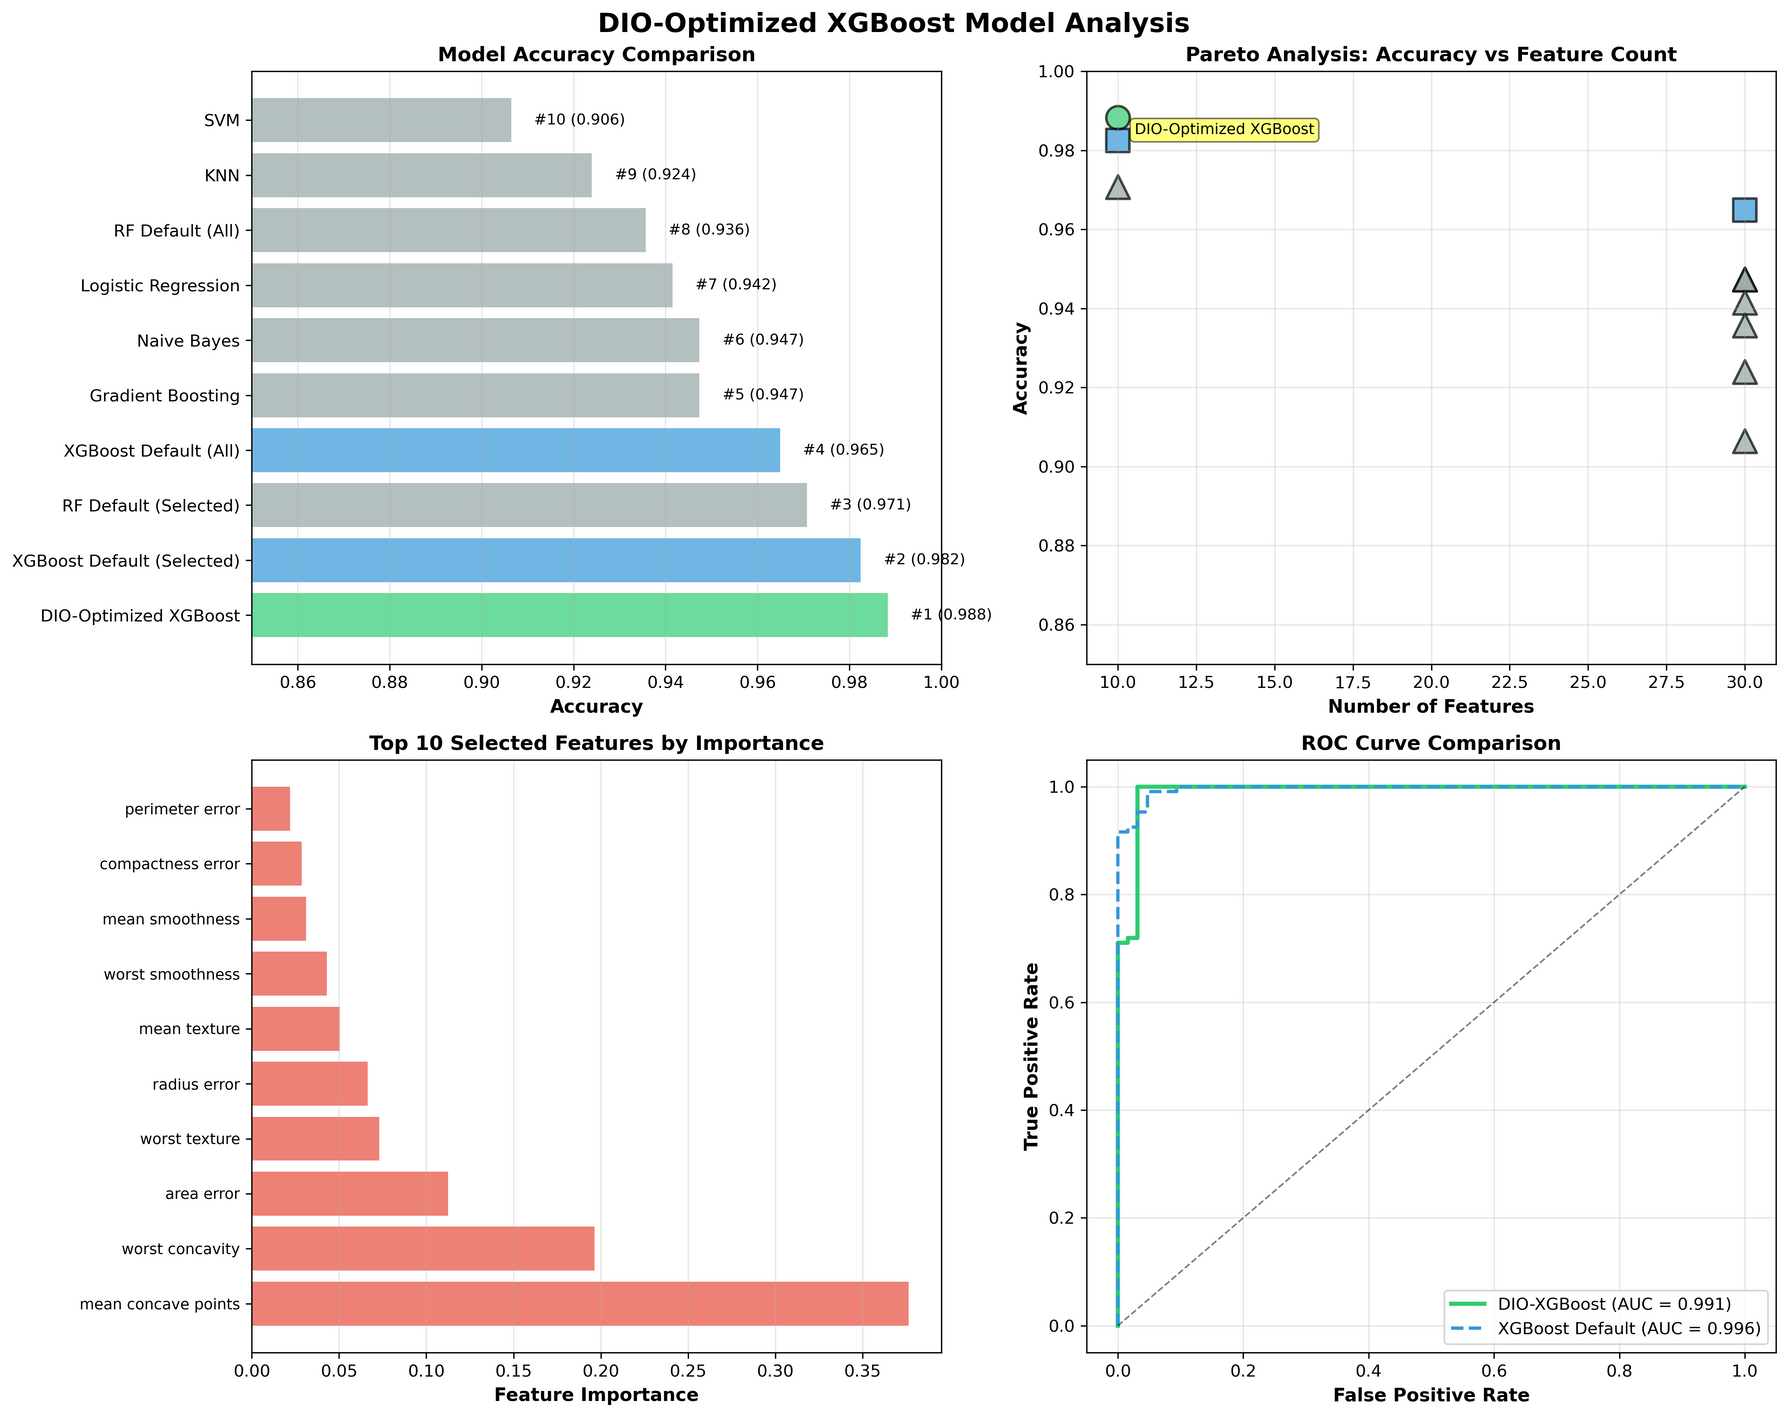 DIO-Optimized XGBoost Model Analysis
Model Accuracy Comparison
SVM
#10 (0.906)
KNN
#9 (0.924)
RF Default (All)
#8 (0.936)
Logistic Regression
#7 (0.942)
Naive Bayes
#6 (0.947)
Gradient Boosting
#5 (0.947)
XGBoost Default (All)
#4 (0.965)
RF Default (Selected)
#3 (0.971)
XGBoost Default (Selected)
#2 (0.982)
DIO-Optimized XGBoost
#1 (0.988)
0.86 0.88 0.90 0.92 0.94 0.96 0.98 1.00
Accuracy
Pareto Analysis: Accuracy vs Feature Count
1.00
0.98
0.96
0.94
0.92
0.90
0.88
0.86
Accuracy
DIO-Optimized XGBoost
10.0 12.5 15.0 17.5 20.0 22.5 25.0 27.5 30.0
Number of Features
Top 10 Selected Features by Importance
perimeter error
compactness error
mean smoothness
worst smoothness
mean texture
radius error
worst texture
area error
worst concavity
mean concave points
0.00 0.05 0.10 0.15 0.20 0.25 0.30 0.35
Feature Importance
ROC Curve Comparison
1.0
0.8
0.6
0.4
0.2
0.0
True Positive Rate
DIO-XGBoost (AUC = 0.991)
XGBoost Default (AUC = 0.996)
0.0 0.2 0.4 0.6 0.8 1.0
False Positive Rate